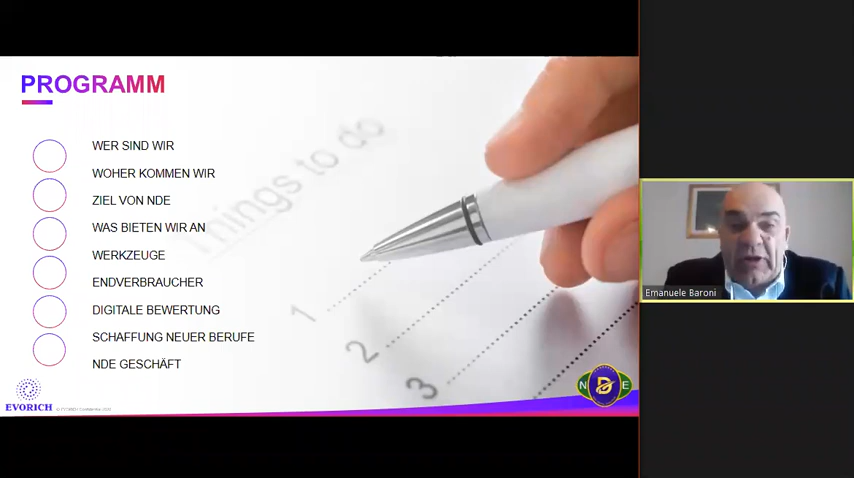 PROGRAMM
Things to do
WER SIND WIR
WOHER KOMMEN WIR
ZIEL VON NDE
WAS BIETEN WIR AN
WERKZEUGE
ENDVERBRAUCHER
DIGITALE BEWERTUNG
SCHAFFUNG NEUER BERUFE
NDE GESCHÄFT
1
2
3
EVORICH
N D E
Emanuele Baroni